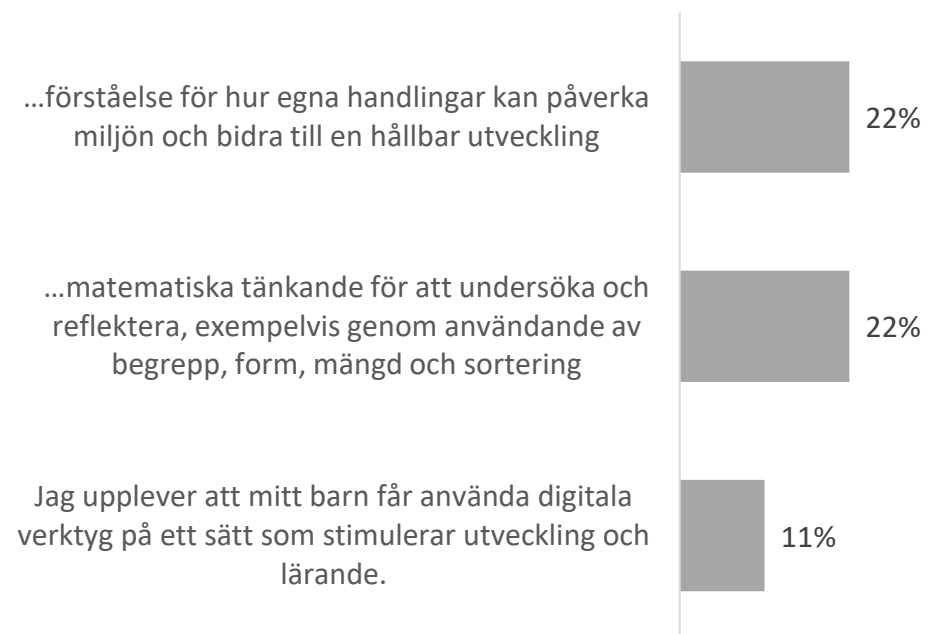 …förståelse för hur egna handlingar kan påverka
miljön och bidra till en hållbar utveckling
22%
…matematiska tänkande för att undersöka och
reflektera, exempelvis genom användande av
begrepp, form, mängd och sortering
22%
Jag upplever att mitt barn får använda digitala
verktyg på ett sätt som stimulerar utveckling och
lärande.
11%